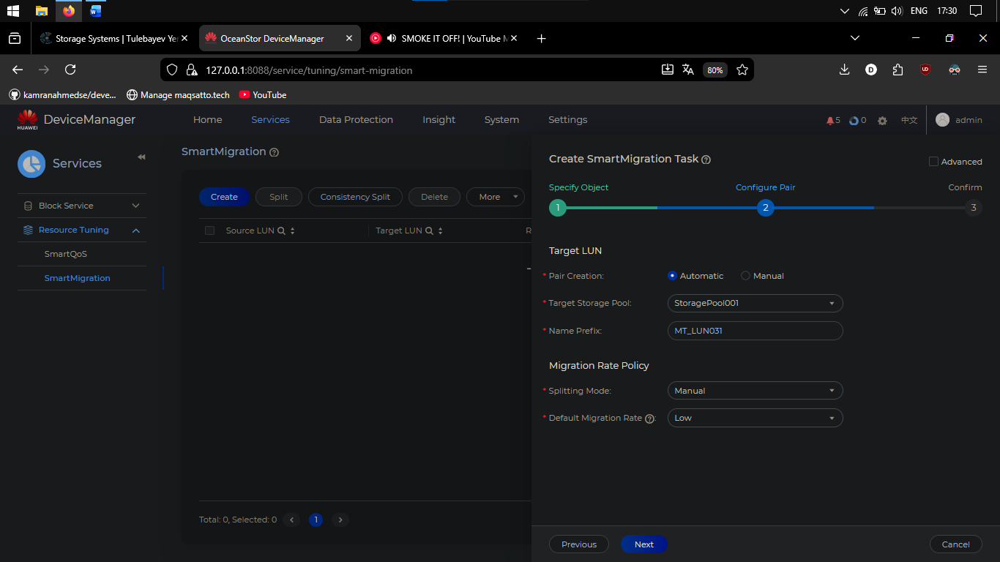 ENG 17:30
Storage Systems | Tulebayev Ye
OceanStor DeviceManager
SMOKE IT OFF! | YouTube M
127.0.0.1:8088/service/tuning/smart-migration
80%
kamranahmedse/deve...
Manage maqsatto.tech
YouTube
HUAWEI
DeviceManager
Home
Services
Data Protection
Insight
System
Settings
5
0
中文
admin
Services
Block Service
Resource Tuning
SmartQoS
SmartMigration
SmartMigration
Create
Split
Consistency Split
Delete
More
Source LUN
Target LUN
R
Total: 0, Selected: 0
1
Create SmartMigration Task
Advanced
Specify Object
Configure Pair
Confirm
1
2
3
Target LUN
* Pair Creation:
Automatic
Manual
* Target Storage Pool:
StoragePool001
* Name Prefix:
MT_LUN031
Migration Rate Policy
* Splitting Mode:
Manual
* Default Migration Rate :
Low
Previous
Next
Cancel